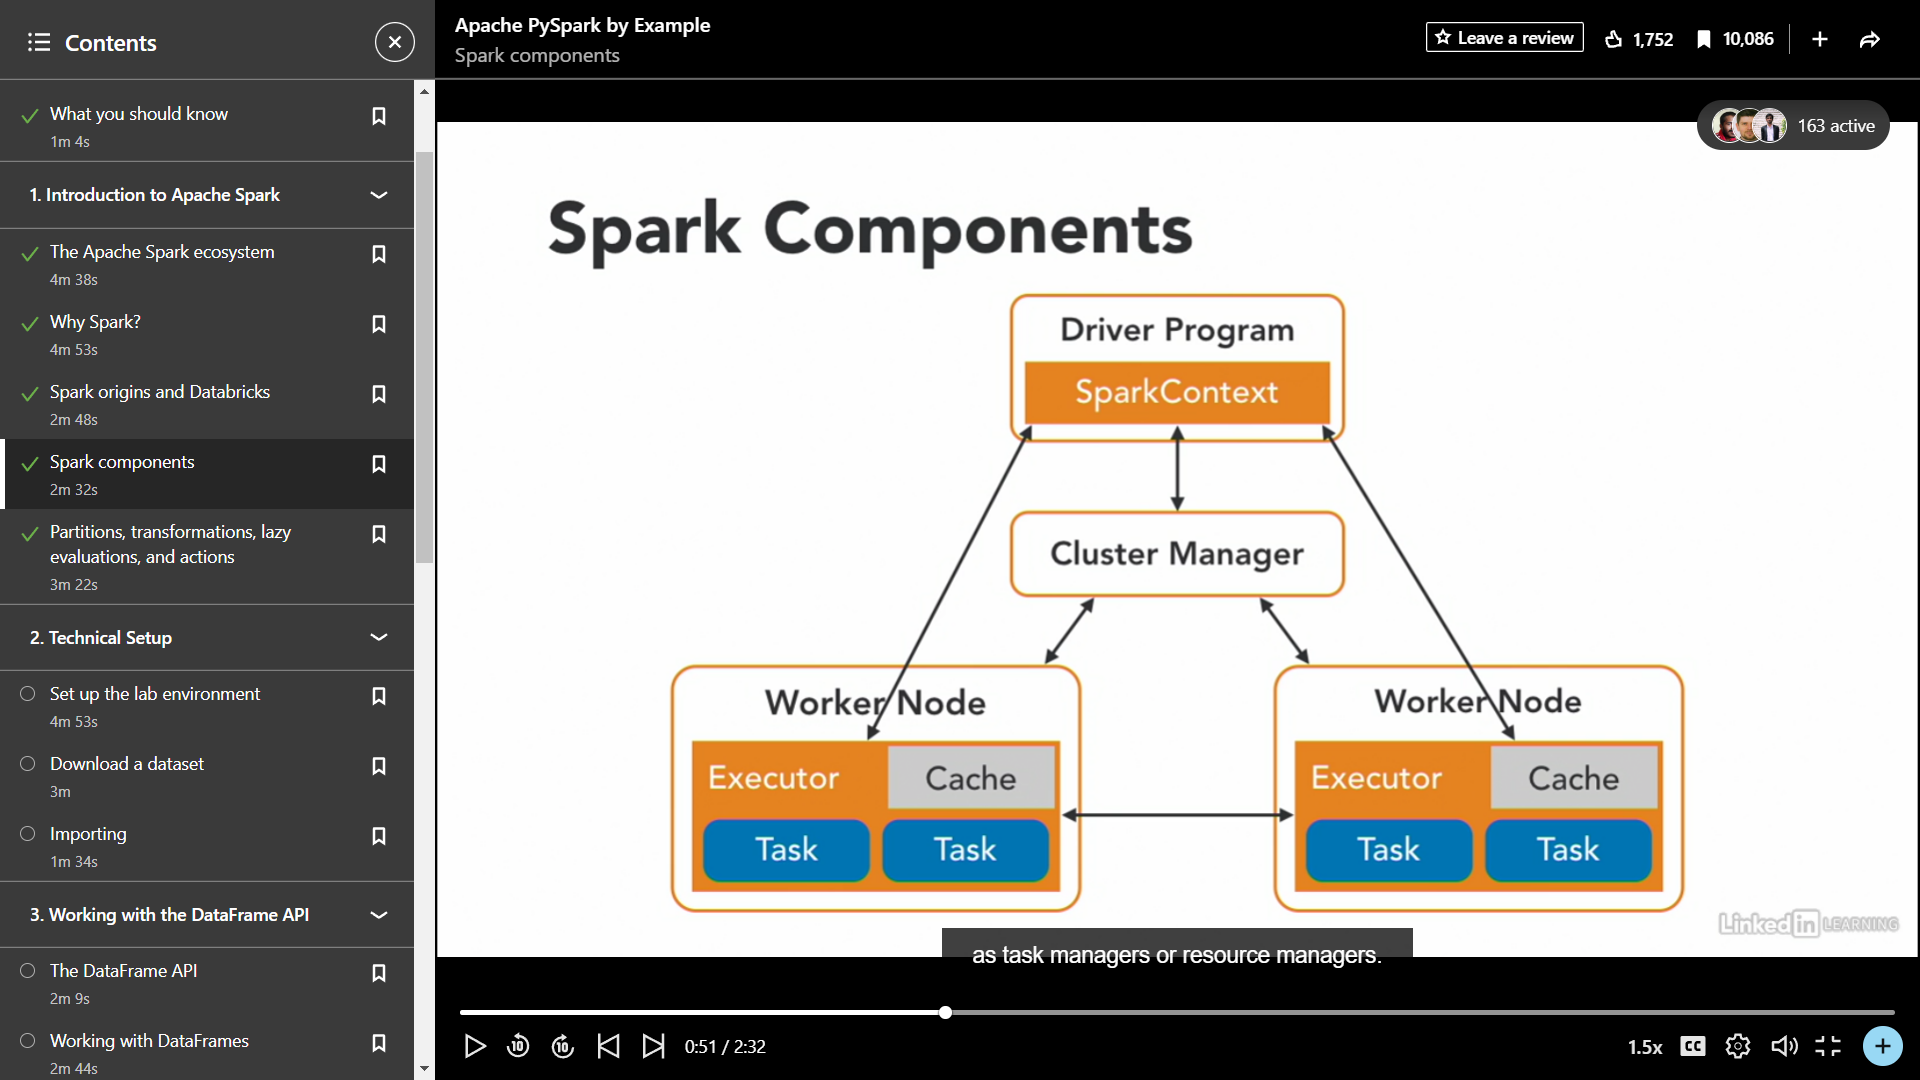 Contents
Apache PySpark by Example
Spark components
Leave a review
1,752
10,086
What you should know
1m 4s
1. Introduction to Apache Spark
The Apache Spark ecosystem
4m 38s
Why Spark?
4m 53s
Spark origins and Databricks
2m 48s
Spark components
2m 32s
Partitions, transformations, lazy
evaluations, and actions
3m 22s
2. Technical Setup
Set up the lab environment
4m 53s
Download a dataset
3m
Importing
1m 34s
3. Working with the DataFrame API
The DataFrame API
2m 9s
Working with DataFrames
2m 44s
163 active
Spark Components
Driver Program
SparkContext
Cluster Manager
Worker Node
Executor
Cache
Task
Task
Worker Node
Executor
Cache
Task
Task
LinkedIn LEARNING
as task managers or resource managers.
10
10
0:51 / 2:32
1.5x
CC